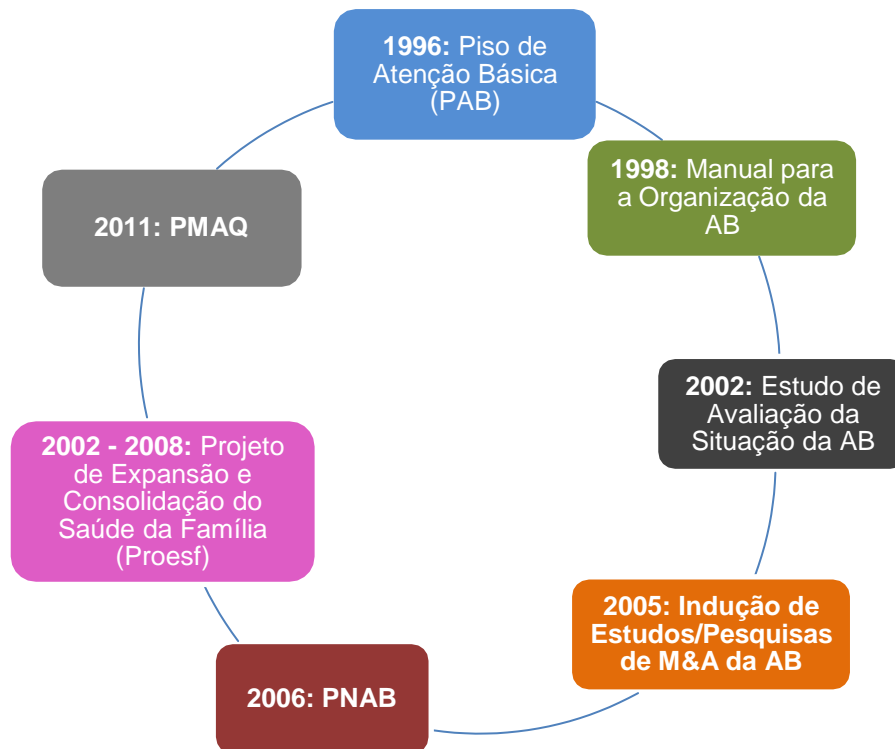 1996: Piso de
Atenção Básica
(PAB)
1998: Manual para
a Organização da
AB
2002: Estudo de
Avaliação da
Situação da AB
2005: Indução de
Estudos/Pesquisas
de M&A da AB
2006: PNAB
2002 - 2008: Projeto
de Expansão e
Consolidação do
Saúde da Família
(Proesf)
2011: PMAQ